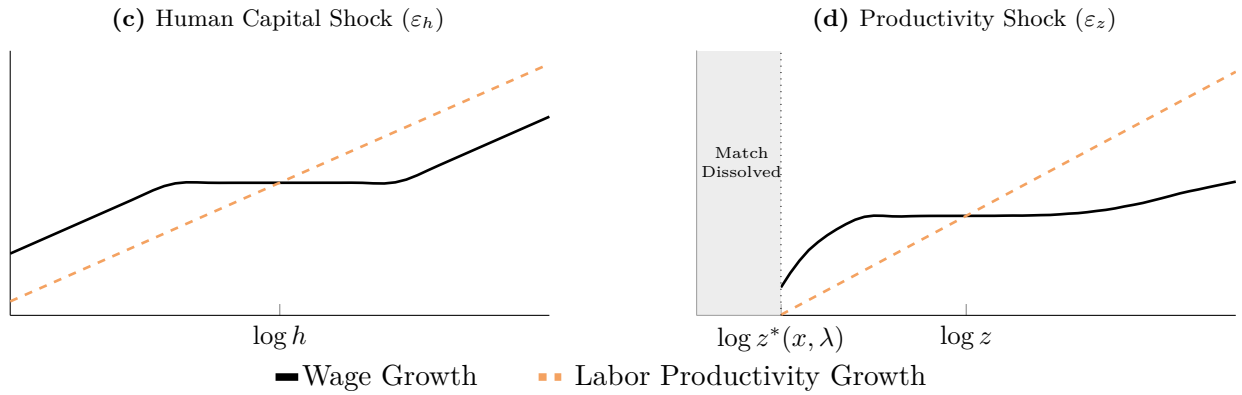 (c) Human Capital Shock (εh)
(d) Productivity Shock (εz)
Match
Dissolved
log h
log z*(x, λ)
log z
Wage Growth
Labor Productivity Growth